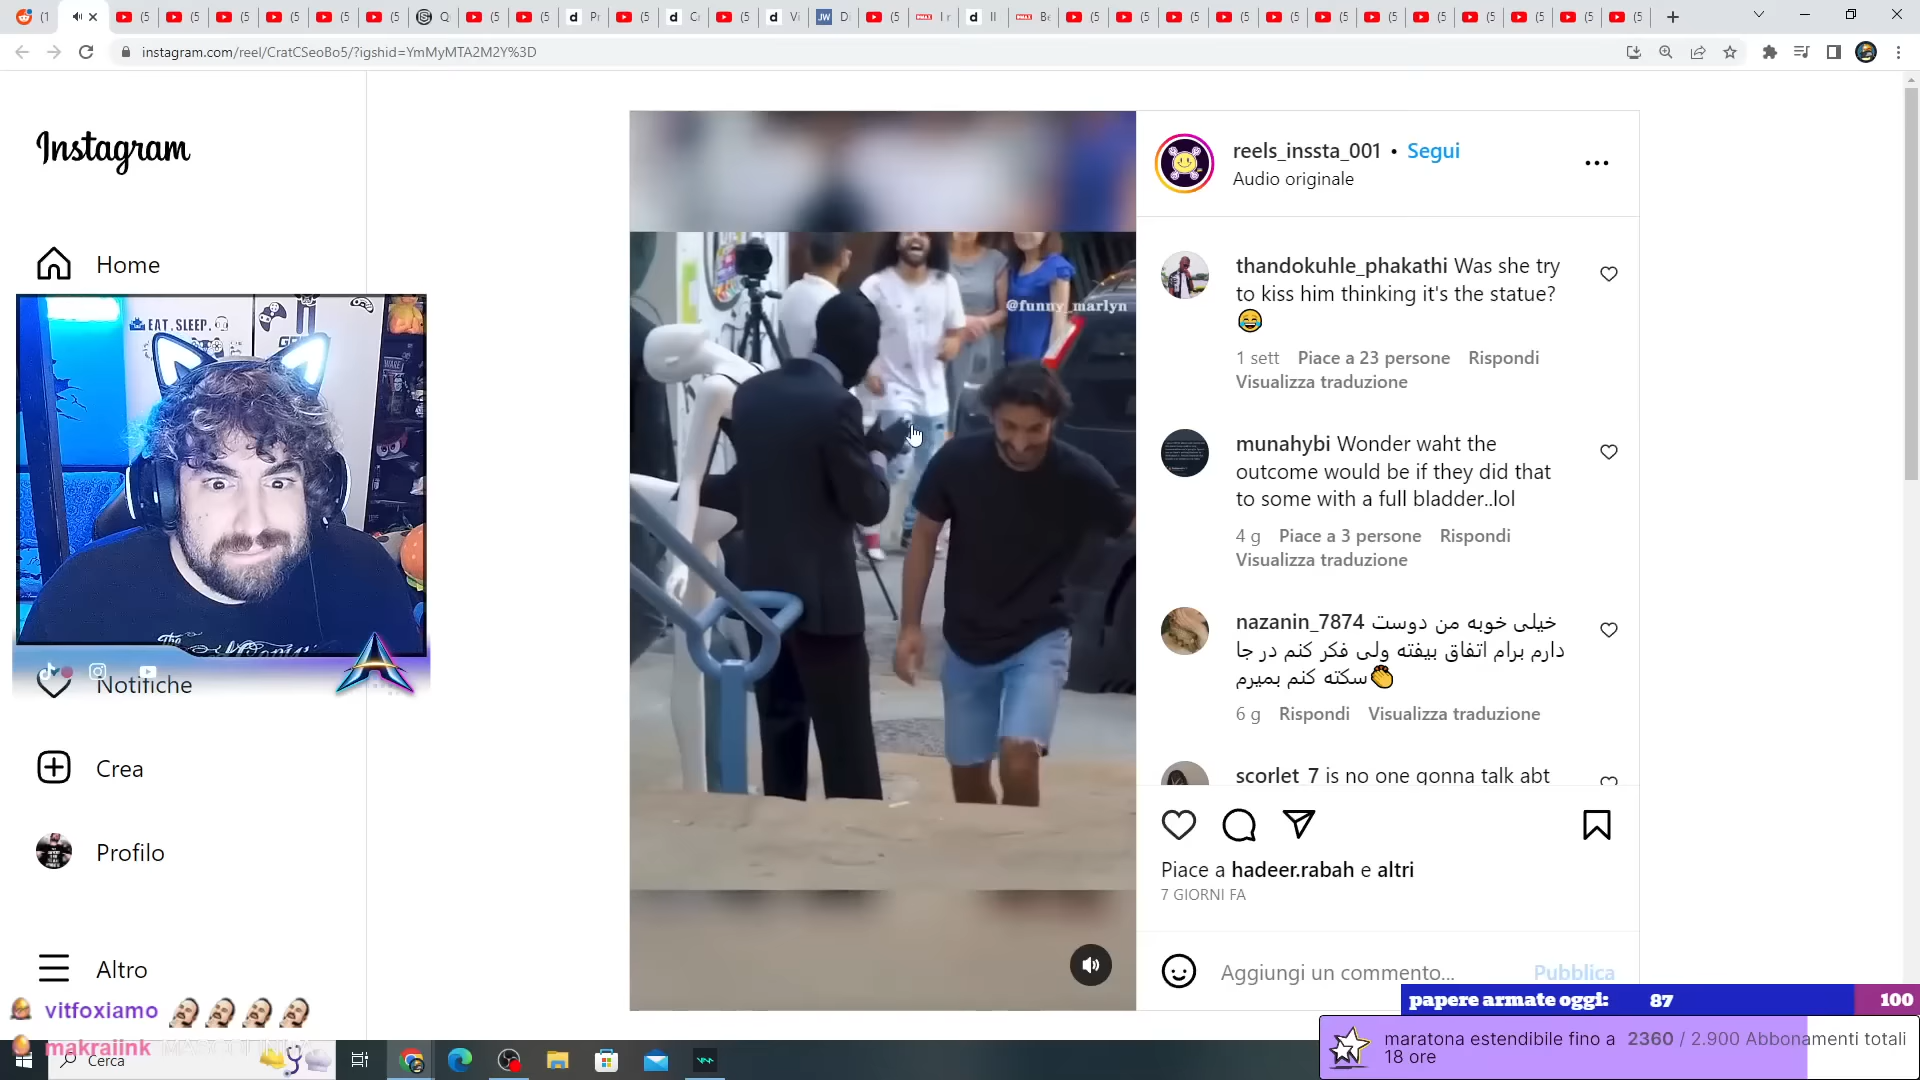 instagram.com/reel/CratCSeoBo5/?igshid=YmMyMTA2M2Y%3D
Instagram
Home
EAT.SLEEP.
Notifiche
Crea
Profilo
Altro
vitfoxiamo
makraiink
Cerca
@funny_marlyn
reels_inssta_001 • Segui
Audio originale
thandokuhle_phakathi Was she try
to kiss him thinking it's the statue?
😂
1 sett Piace a 23 persone Rispondi
Visualizza traduzione
munahybi Wonder waht the
outcome would be if they did that
to some with a full bladder..lol
4 g Piace a 3 persone Rispondi
Visualizza traduzione
nazanin_7874 خیلی خوبه من دوست
دارم برام اتفاق بیفته ولی فکر کنم در جا
سکته کنم بمیرم👏
6 g Rispondi Visualizza traduzione
scorlet_7 is no one gonna talk abt
Piace a hadeer.rabah e altri
7 GIORNI FA
Aggiungi un commento... Pubblica
papere armate oggi: 87 100
maratona estendibile fino a 2360 / 2.900 Abbonamenti totali
18 ore